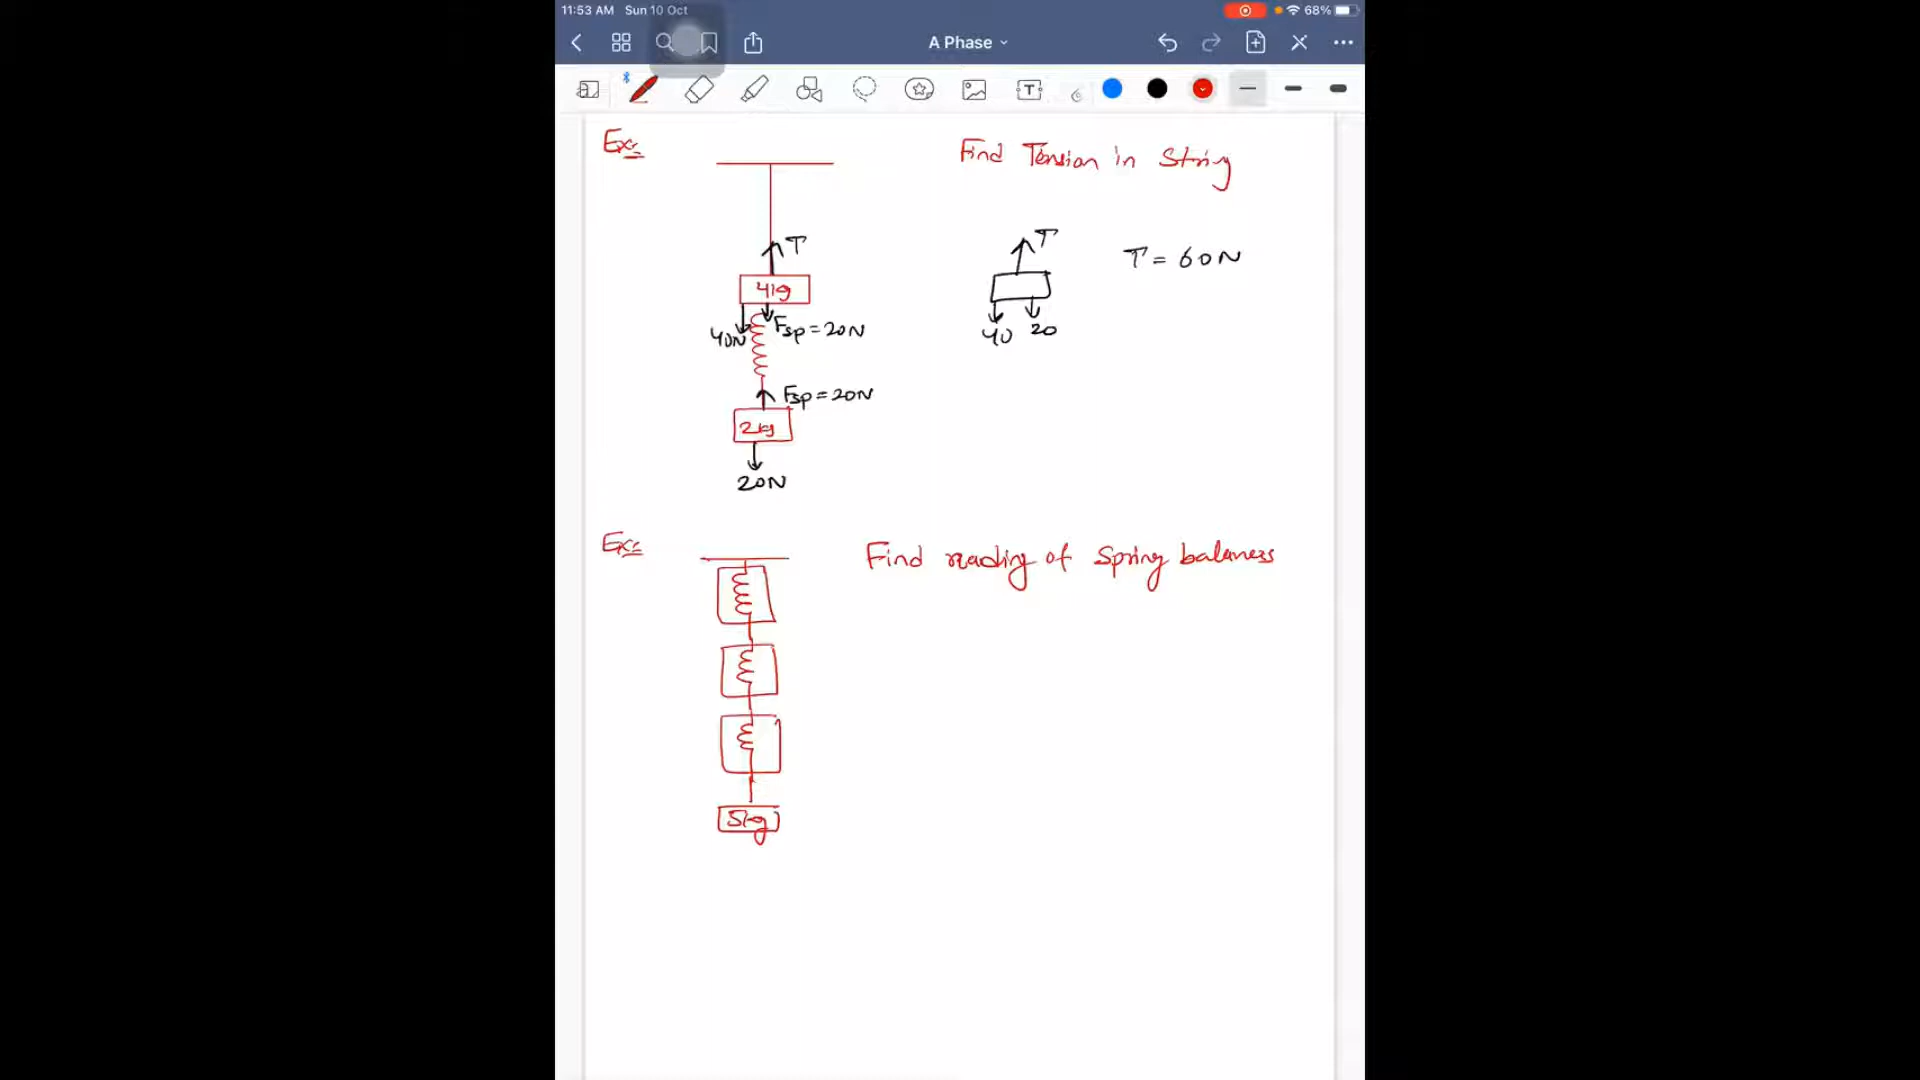 11:53 AM Sun 10 Oct
68%
A Phase
Ex:
Find Tension in String
T
T
T = 60N
4kg
40N
Fsp = 20N
40 20
Fsp = 20N
2kg
20N
Ex:
Find reading of Spring balaness
5kg